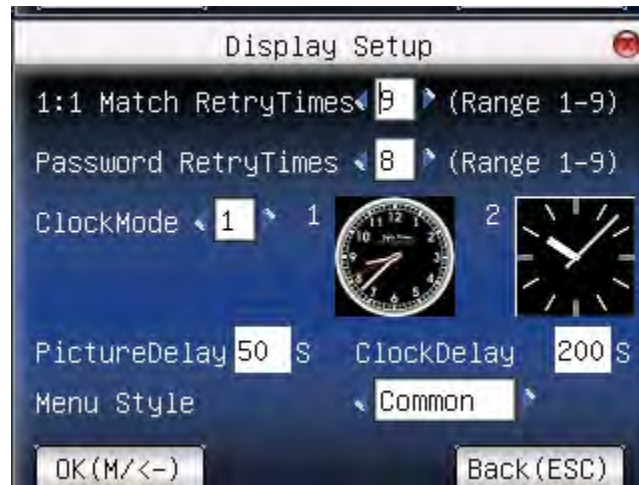 Display Setup
1:1 Match RetryTimes 9 (Range 1-9)
Password RetryTimes 8 (Range 1-9)
ClockMode 1 1 2
PictureDelay 50 S ClockDelay 200 S
Menu Style Common
OK(M/<-) Back(ESC)